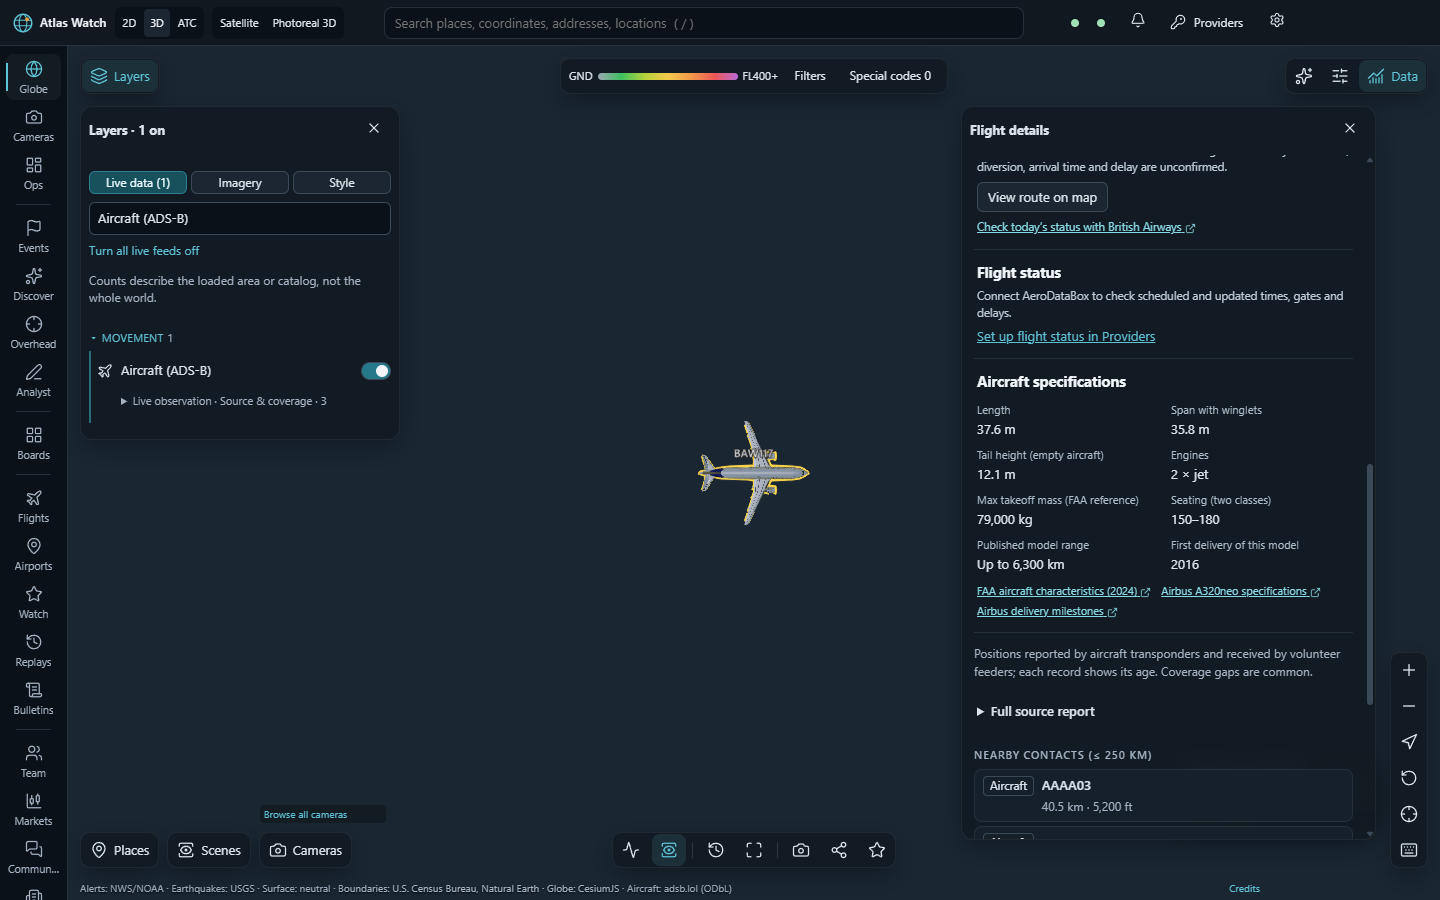 Atlas Watch
2D
3D
ATC
Satellite
Photoreal 3D
Search places, coordinates, addresses, locations ( / )
Providers
Globe
Cameras
Ops
Events
Discover
Overhead
Analyst
Boards
Flights
Airports
Watch
Replays
Bulletins
Team
Markets
Commun...
Layers
GND
FL400+
Filters
Special codes 0
Data
Layers · 1 on
Live data (1)
Imagery
Style
Aircraft (ADS-B)
Turn all live feeds off
Counts describe the loaded area or catalog, not the
whole world.
MOVEMENT 1
Aircraft (ADS-B)
Live observation · Source & coverage · 3
BAW117
Flight details
diversion, arrival time and delay are unconfirmed.
View route on map
Check today's status with British Airways
Flight status
Connect AeroDataBox to check scheduled and updated times, gates and
delays.
Set up flight status in Providers
Aircraft specifications
Length
Span with winglets
37.6 m
35.8 m
Tail height (empty aircraft)
Engines
12.1 m
2 × jet
Max takeoff mass (FAA reference)
Seating (two classes)
79,000 kg
150–180
Published model range
First delivery of this model
Up to 6,300 km
2016
FAA aircraft characteristics (2024)
Airbus A320neo specifications
Airbus delivery milestones
Positions reported by aircraft transponders and received by volunteer
feeders; each record shows its age. Coverage gaps are common.
Full source report
NEARBY CONTACTS (≤ 250 KM)
Aircraft
AAAA03
40.5 km · 5,200 ft
Browse all cameras
Places
Scenes
Cameras
Alerts: NWS/NOAA · Earthquakes: USGS · Surface: neutral · Boundaries: U.S. Census Bureau, Natural Earth · Globe: CesiumJS · Aircraft: adsb.lol (ODbL)
Credits